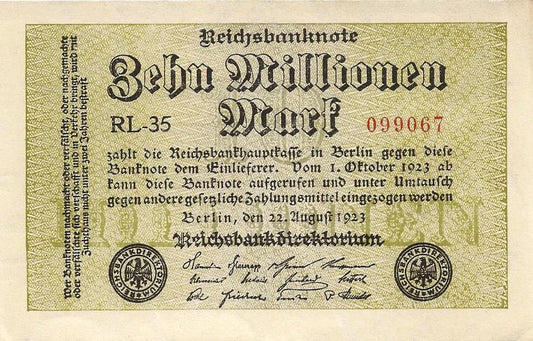 Reichsbanknote
Zehn Millionen
Mark
RL-35
099067
zahlt die Reichsbankhauptkasse in Berlin gegen diese
Banknote dem Einlieferer. Vom 1. Oktober 1923 ab
kann diese Banknote aufgerufen und unter Umtausch
gegen andere gesetzliche Zahlungsmittel eingezogen werden
Berlin, den 22. August 1923
Reichsbankdirektorium
Wer Banknoten nachmacht oder verfälscht, oder nachgemachte
oder verfälschte sich verschafft und in Verkehr bringt, wird mit
Zuchthaus nicht unter zwei Jahren bestraft
REICHSBANKDIREKTORIUM
REICHSBANKDIREKTORIUM